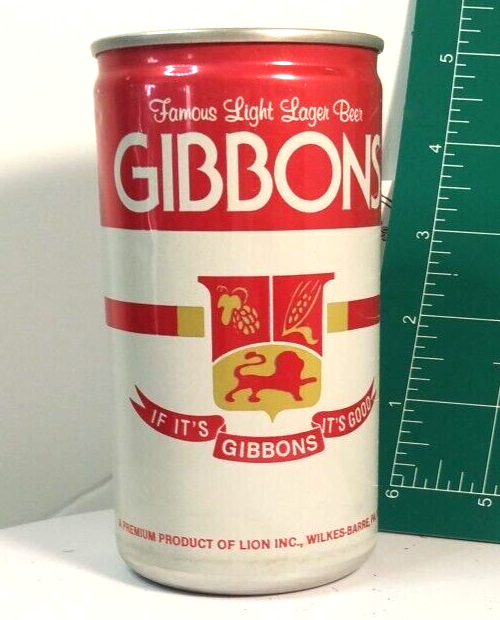 Famous Light Lager Beer
GIBBONS
IF IT'S GIBBONS IT'S GOOD
A PREMIUM PRODUCT OF LION INC., WILKES-BARRE, PA
5
4
3
2
1
6
5